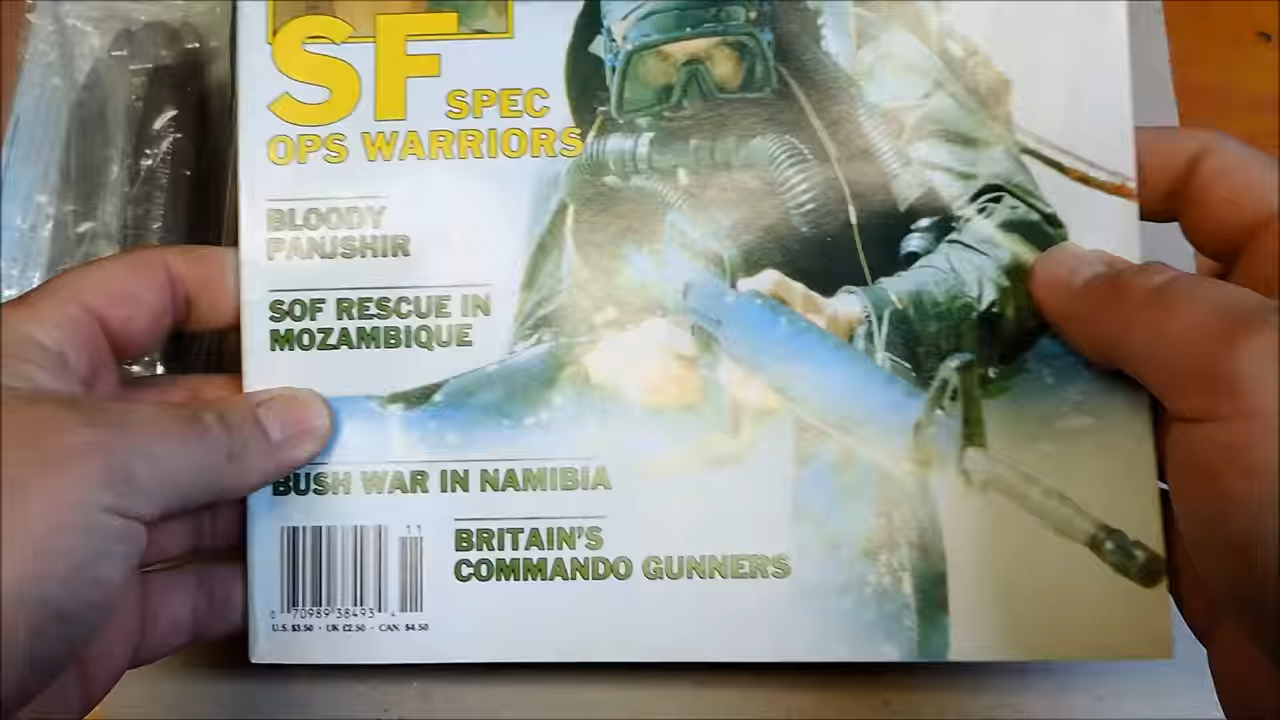 SF SPEC
OPS WARRIORS
BLOODY
PANJSHIR
SOF RESCUE IN
MOZAMBIQUE
BUSH WAR IN NAMIBIA
BRITAIN'S
COMMANDO GUNNERS
11
0 70989 38493 4
U.S. $3.50 · UK £2.50 · CAN. $4.50